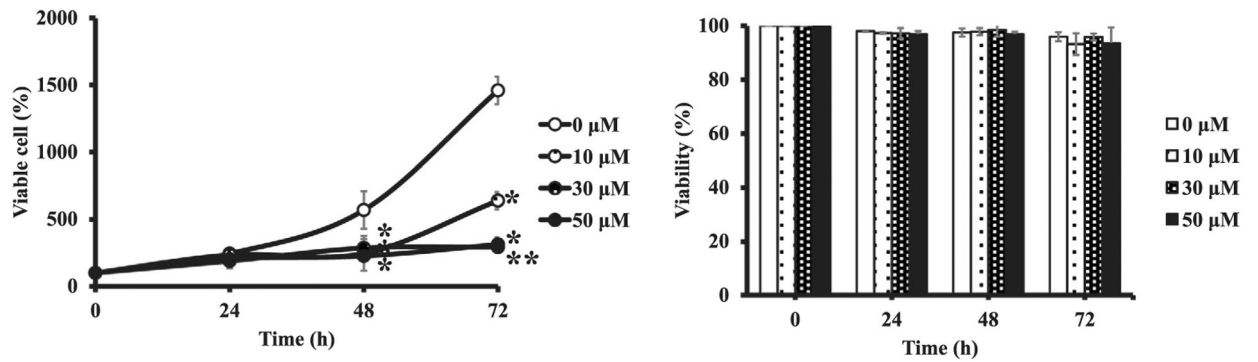 Viable cell (%)
2000
1500
1000
500
0
0
24
48
72
Time (h)
*
*
*
*
*
**
0 μM
10 μM
30 μM
50 μM
Viability (%)
100
80
60
40
20
0
0
24
48
72
Time (h)
0 μM
10 μM
30 μM
50 μM